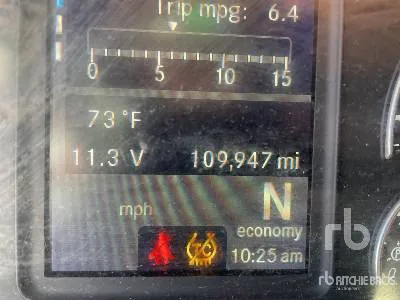 Trip mpg: 6.4
0 5 10 15
73°F
11.3 V 109,947 mi
mph N
economy
10:25 am
rb
rb RITCHIE BROS.